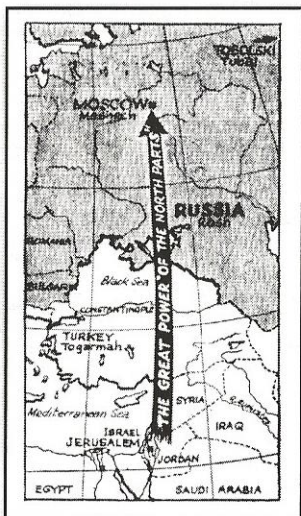 TOBOLSKI
Tubal
MOSCOW
Meshech
RUSSIA
Rosh
THE GREAT POWER OF THE NORTH PARTS"
Black Sea
CONSTANTINOPLE
TURKEY
Togarmah
Mediterranean Sea
SYRIA
ISRAEL
JERUSALEM
IRAQ
JORDAN
EGYPT
SAUDI ARABIA